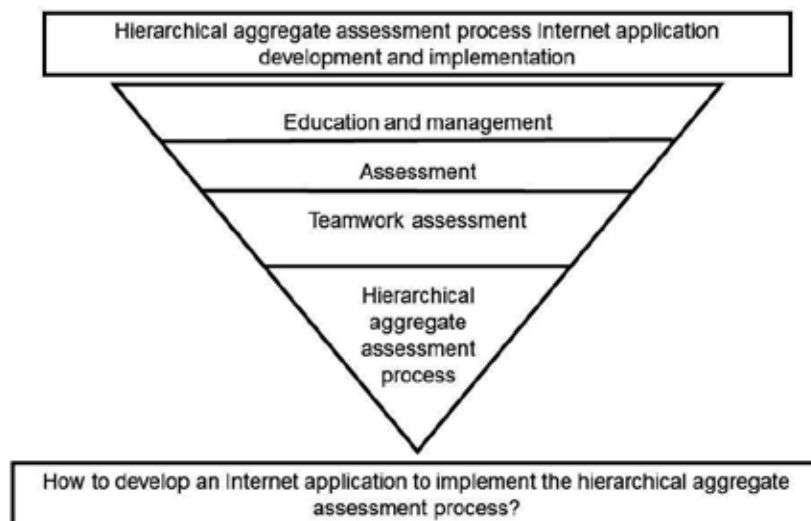 Hierarchical aggregate assessment process Internet application
development and implementation
Education and management
Assessment
Teamwork assessment
Hierarchical
aggregate
assessment
process
How to develop an Internet application to implement the hierarchical aggregate
assessment process?